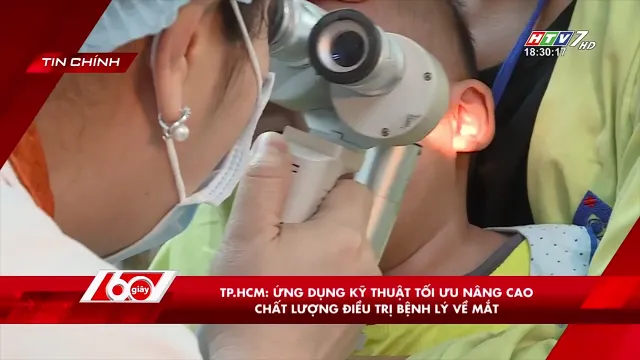 TIN CHÍNH
HTV7 HD
18:30:17
60 giây
TP.HCM: ỨNG DỤNG KỸ THUẬT TỐI ƯU NÂNG CAO
CHẤT LƯỢNG ĐIỀU TRỊ BỆNH LÝ VỀ MẮT